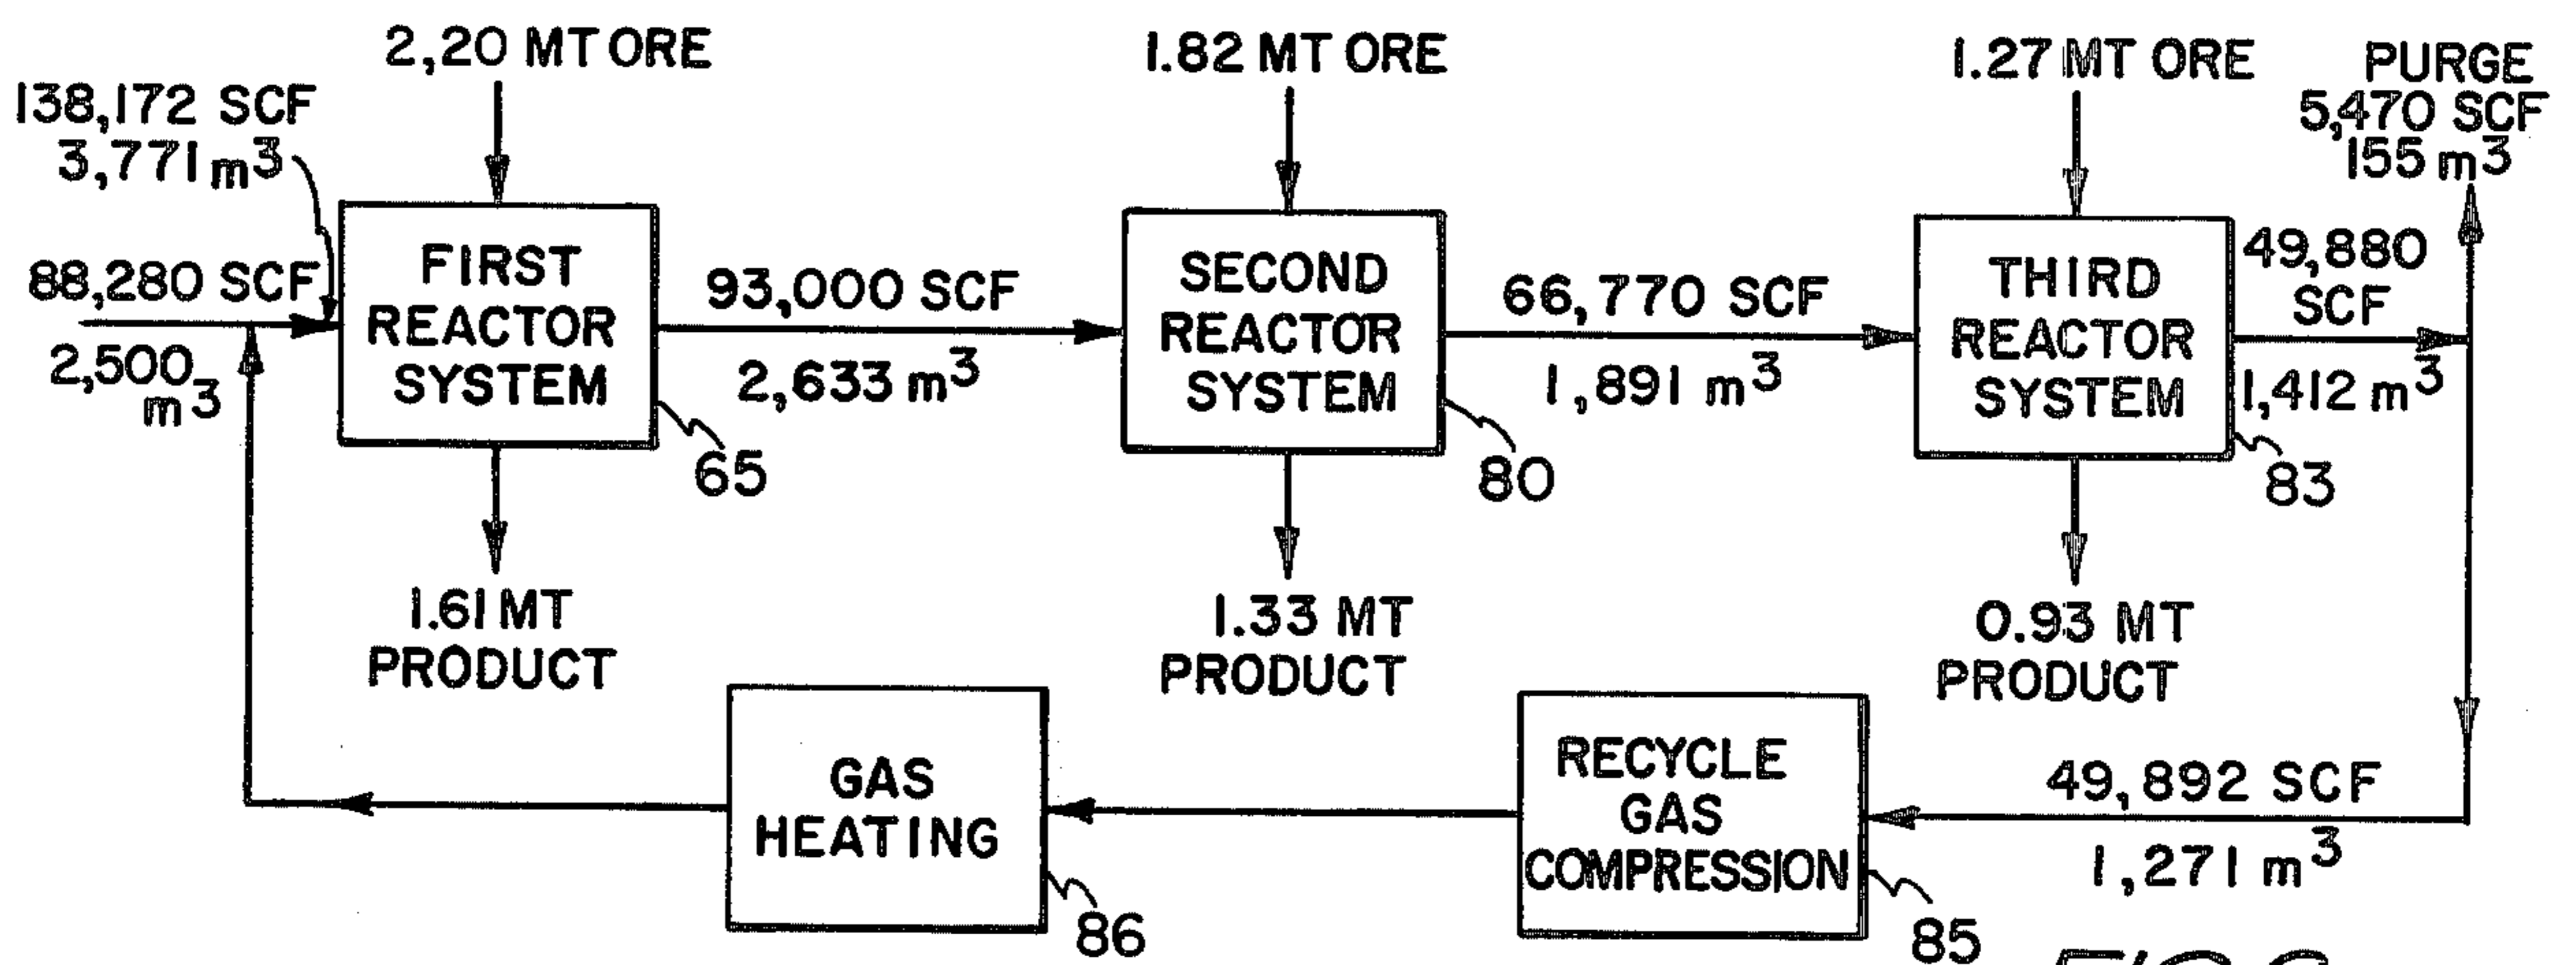 2,20 MT ORE
1.82 MT ORE
1.27 MT ORE
PURGE
5,470 SCF
155 m3
138,172 SCF
3,771 m3
88,280 SCF
2,500
m3
FIRST
REACTOR
SYSTEM
65
93,000 SCF
2,633 m3
SECOND
REACTOR
SYSTEM
80
66,770 SCF
1,891 m3
THIRD
REACTOR
SYSTEM
83
49,880
SCF
1,412 m3
1.61 MT
PRODUCT
1.33 MT
PRODUCT
0.93 MT
PRODUCT
GAS
HEATING
86
RECYCLE
GAS
COMPRESSION
85
49,892 SCF
1,271 m3